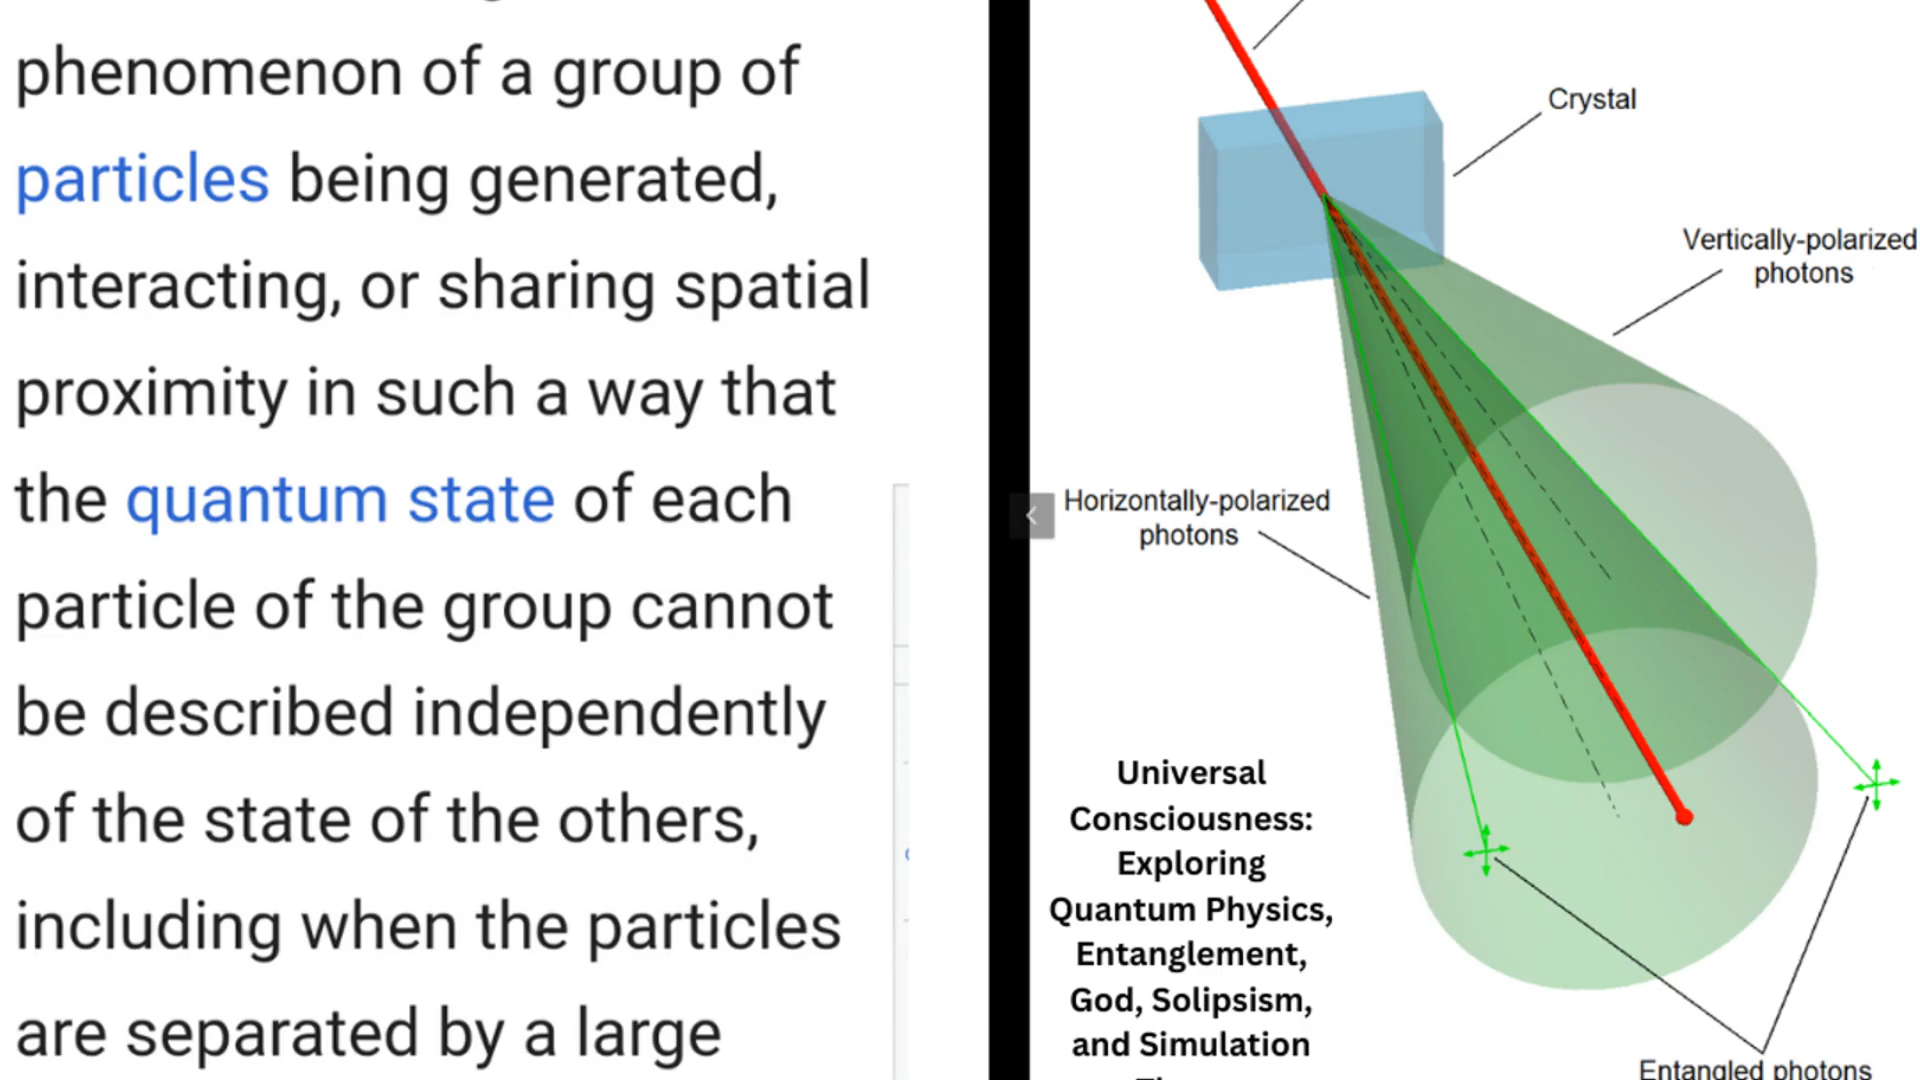 phenomenon of a group of
particles being generated,
interacting, or sharing spatial
proximity in such a way that
the quantum state of each
particle of the group cannot
be described independently
of the state of the others,
including when the particles
are separated by a large
Crystal
Vertically-polarized
photons
Horizontally-polarized
photons
Universal
Consciousness:
Exploring
Quantum Physics,
Entanglement,
God, Solipsism,
and Simulation
Entangled photons